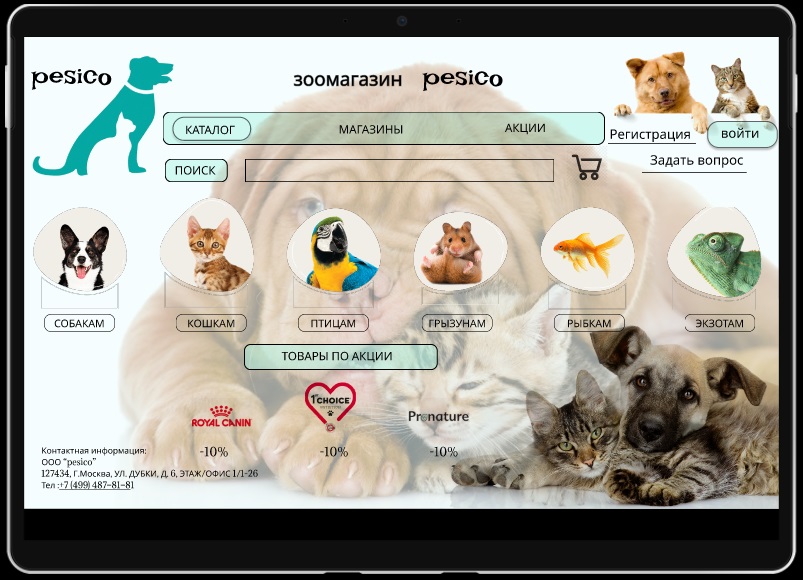 pesico
зоомагазин pesico
КАТАЛОГ
МАГАЗИНЫ
АКЦИИ
Регистрация
войти
Задать вопрос
ПОИСК
СОБАКАМ
КОШКАМ
ПТИЦАМ
ГРЫЗУНАМ
РЫБКАМ
ЭКЗОТАМ
ТОВАРЫ ПО АКЦИИ
ROYAL CANIN
1ST CHOICE
Pronature
-10%
-10%
-10%
Контактная информация:
ООО "pesico"
127434, Г.Москва, УЛ. ДУБКИ, Д. 6, ЭТАЖ/ОФИС 1/1-26
Тел :+7 (499) 487-81-81